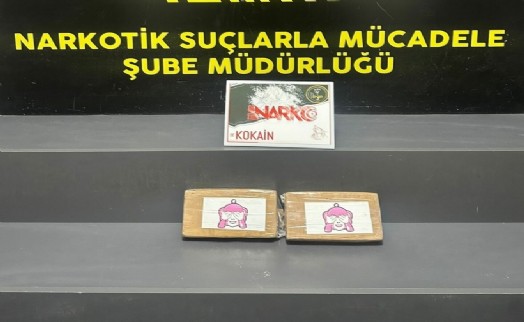 NARKOTİK SUÇLARLA MÜCADELE
ŞUBE MÜDÜRLÜĞÜ
NARKO
KOKAİN